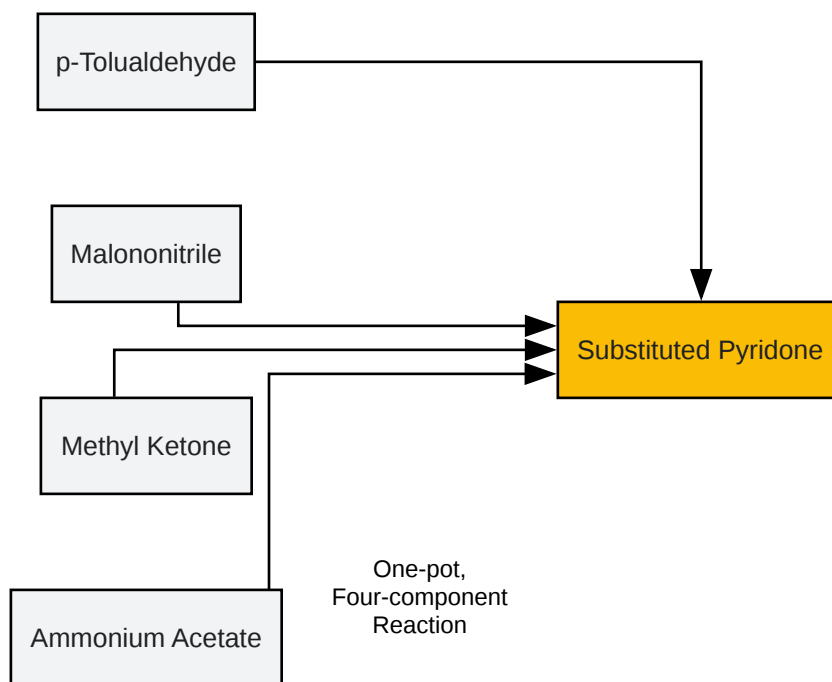 p-Tolualdehyde
Malononitrile
Substituted Pyridone
Methyl Ketone
One-pot,
Four-component
Reaction
Ammonium Acetate